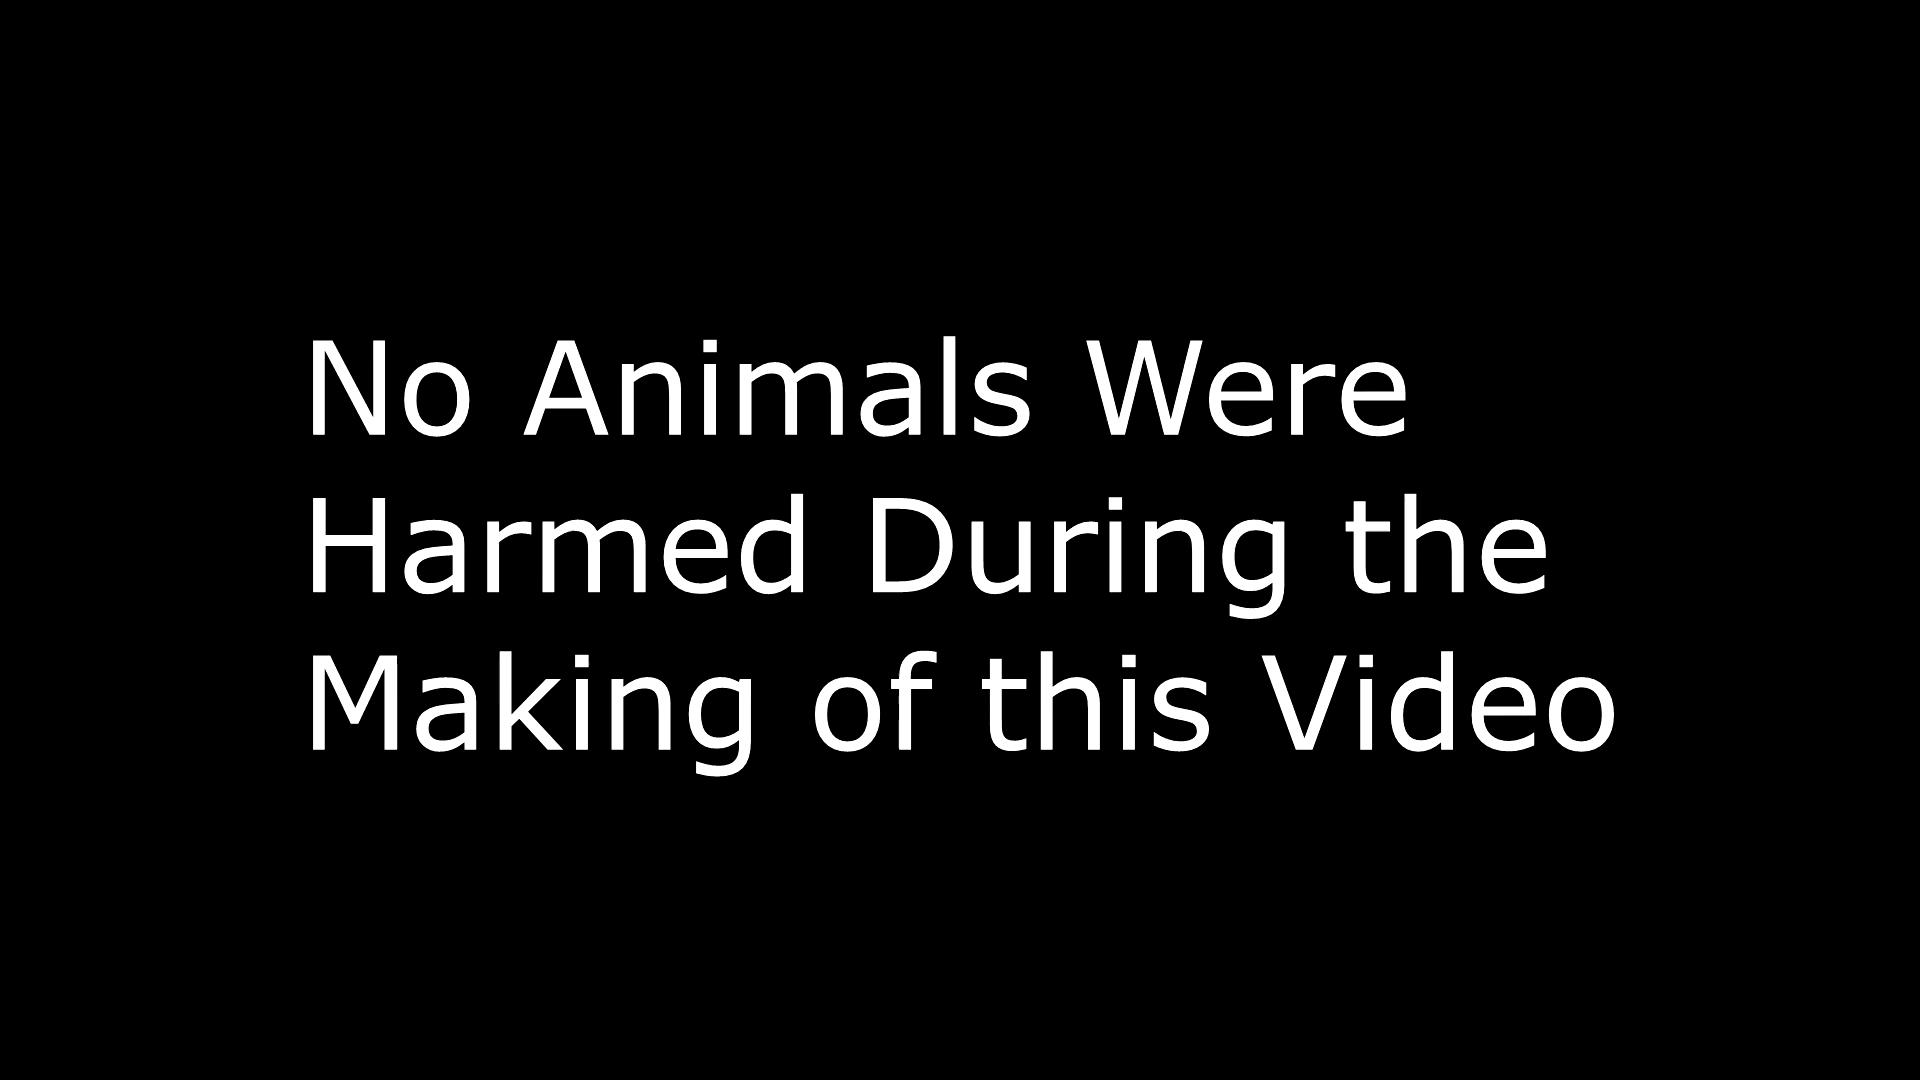 No Animals Were
Harmed During the
Making of this Video